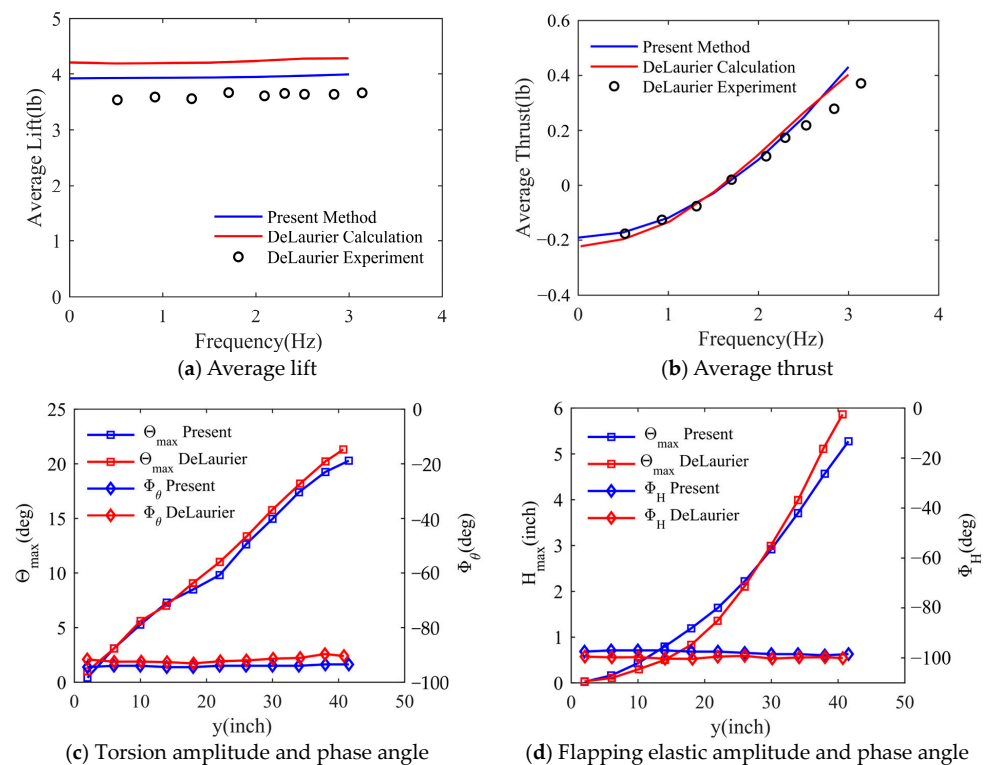 5
4
3
2
1
0
Average Lift(lb)
Present Method
DeLaurier Calculation
DeLaurier Experiment
0 1 2 3 4
Frequency(Hz)
(a) Average lift
0.6
0.4
0.2
0
−0.2
−0.4
Average Thrust(lb)
Present Method
DeLaurier Calculation
DeLaurier Experiment
0 1 2 3 4
Frequency(Hz)
(b) Average thrust
25
20
15
10
5
0
Θmax(deg)
Θmax Present
Θmax DeLaurier
Φθ Present
Φθ DeLaurier
0
−20
−40
−60
−80
−100
Φθ(deg)
0 10 20 30 40 50
y(inch)
(c) Torsion amplitude and phase angle
6
5
4
3
2
1
0
Hmax(inch)
Θmax Present
Θmax DeLaurier
ΦH Present
ΦH DeLaurier
0
−20
−40
−60
−80
−100
ΦH(deg)
0 10 20 30 40 50
y(inch)
(d) Flapping elastic amplitude and phase angle